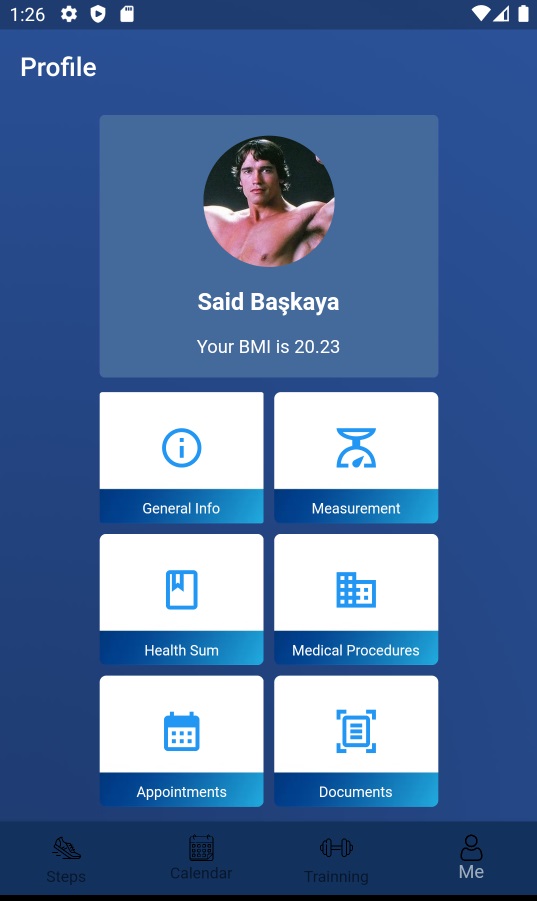 1:26
Profile
Said Başkaya
Your BMI is 20.23
General Info
Measurement
Health Sum
Medical Procedures
Appointments
Documents
Steps
Calendar
Trainning
Me